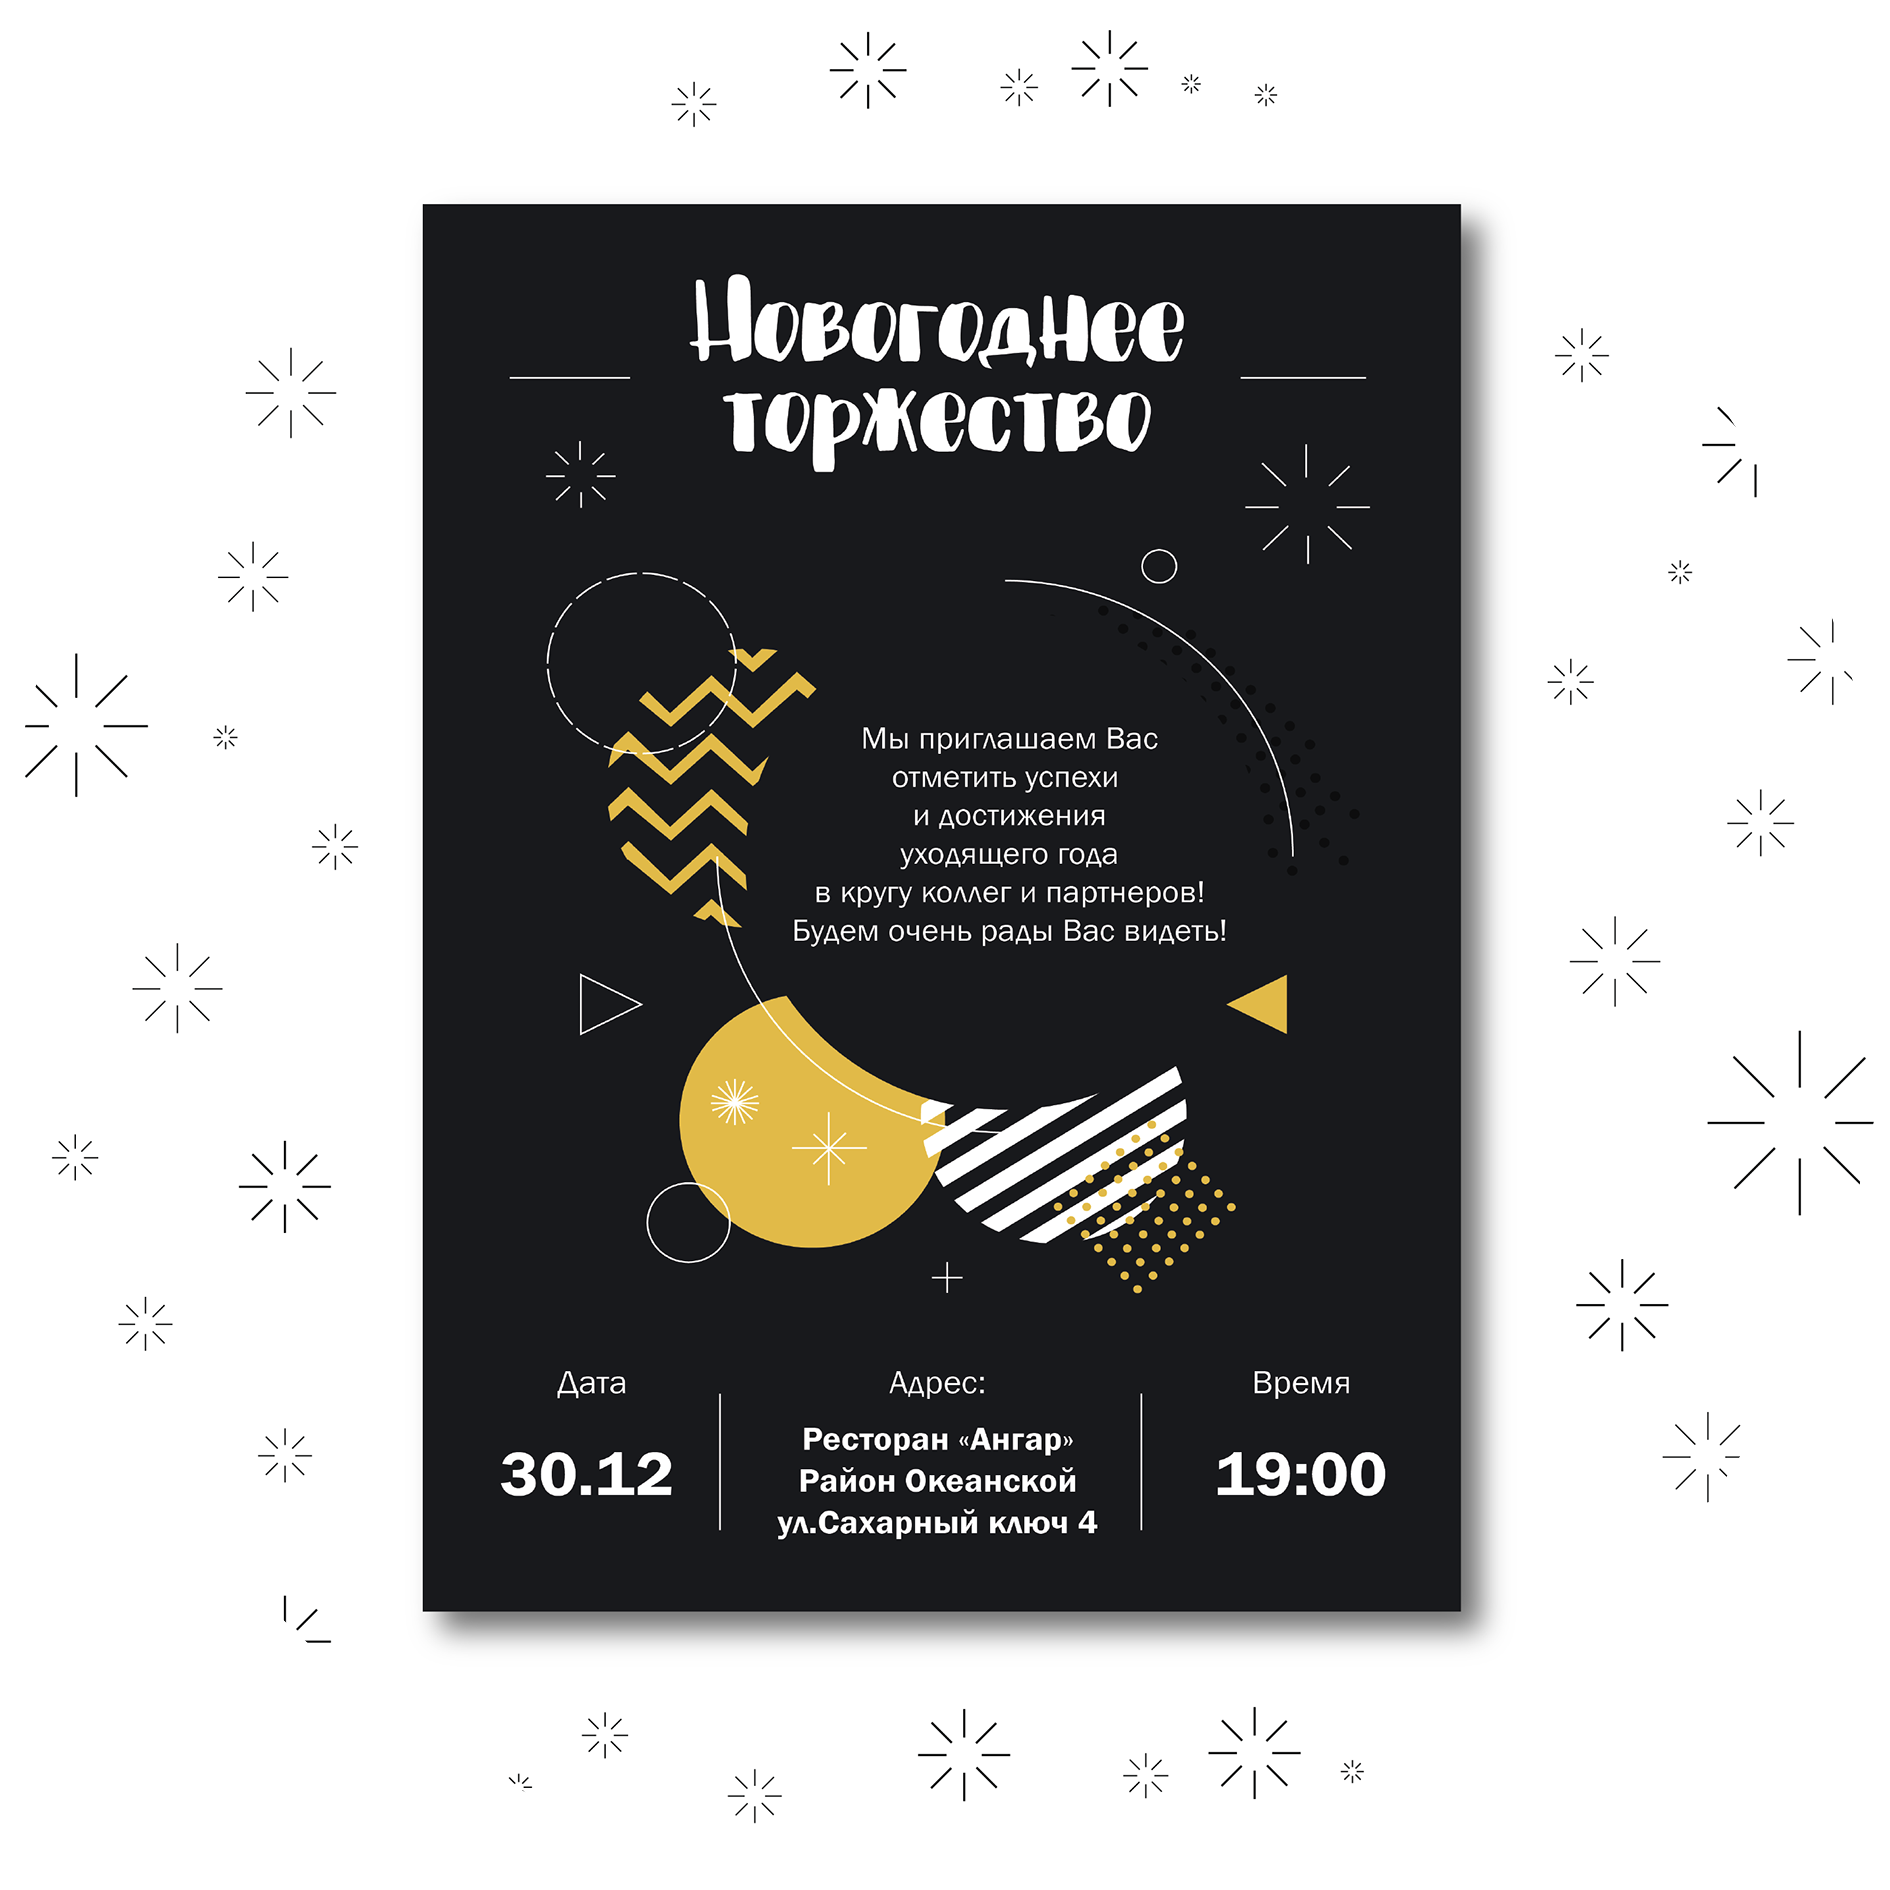 Новогоднее
торжество
Мы приглашаем Вас
отметить успехи
и достижения
уходящего года
в кругу коллег и партнеров!
Будем очень рады Вас видеть!
Дата
30.12
Адрес:
Ресторан «Ангар»
Район Океанской
ул.Сахарный ключ 4
Время
19:00